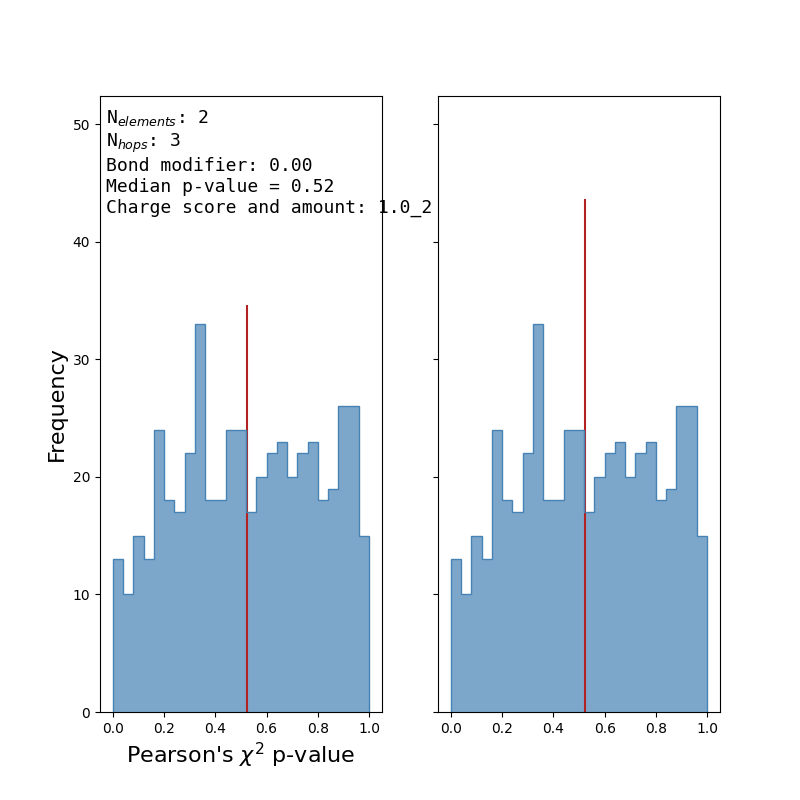 N_elements: 2
N_hops: 3
Bond modifier: 0.00
Median p-value = 0.52
Charge score and amount: 1.0_2
50
40
30
20
10
0
Frequency
0.0 0.2 0.4 0.6 0.8 1.0
0.0 0.2 0.4 0.6 0.8 1.0
Pearson's χ² p-value